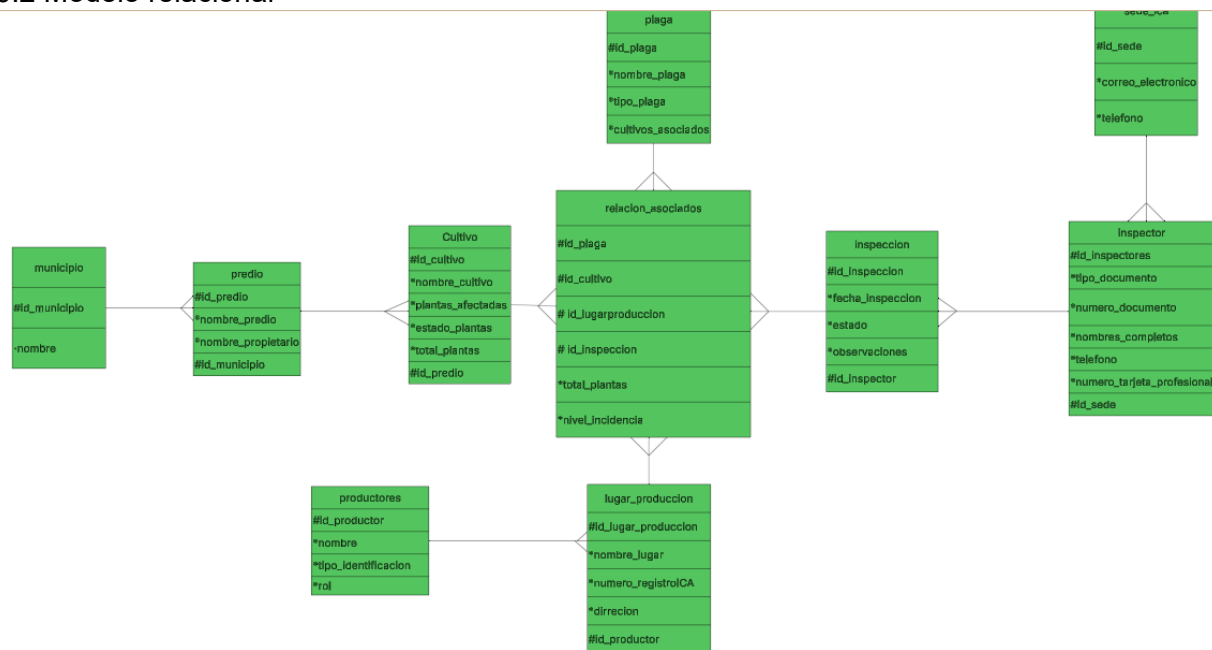 plaga
#id_plaga
*nombre_plaga
*tipo_plaga
*cultivos_asociados
#id_sede
*correo_electronico
*telefono
municipio
#id_municipio
-nombre
predio
#id_predio
*nombre_predio
*nombre_propietario
#id_municipio
Cultivo
#id_cultivo
*nombre_cultivo
*plantas_afectadas
*estado_plantas
*total_plantas
#id_predio
relacion_asociados
#id_plaga
#id_cultivo
# id_lugarproduccion
# id_inspeccion
*total_plantas
*nivel_incidencia
inspeccion
#id_inspeccion
*fecha_inspeccion
*estado
*observaciones
#id_inspector
inspector
#id_inspectores
*tipo_documento
*numero_documento
*nombres_completos
*telefono
*numero_tarjeta_profesional
#id_sede
productores
#id_productor
*nombre
*tipo_identificacion
*rol
lugar_produccion
#id_lugar_produccion
*nombre_lugar
*numero_registroICA
*dirrecion
#id_productor